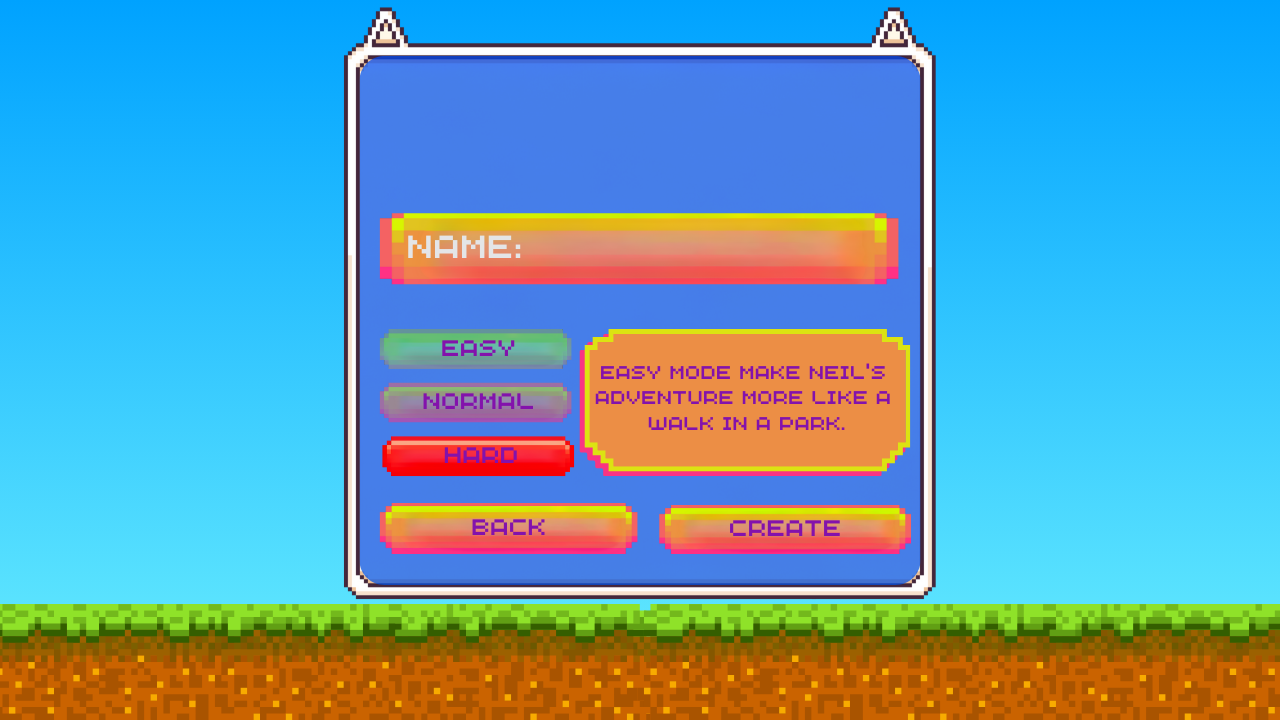 NAME:
EASY
NORMAL
HARD
EASY MODE MAKE NEIL'S
ADVENTURE MORE LIKE A
WALK IN A PARK.
BACK
CREATE